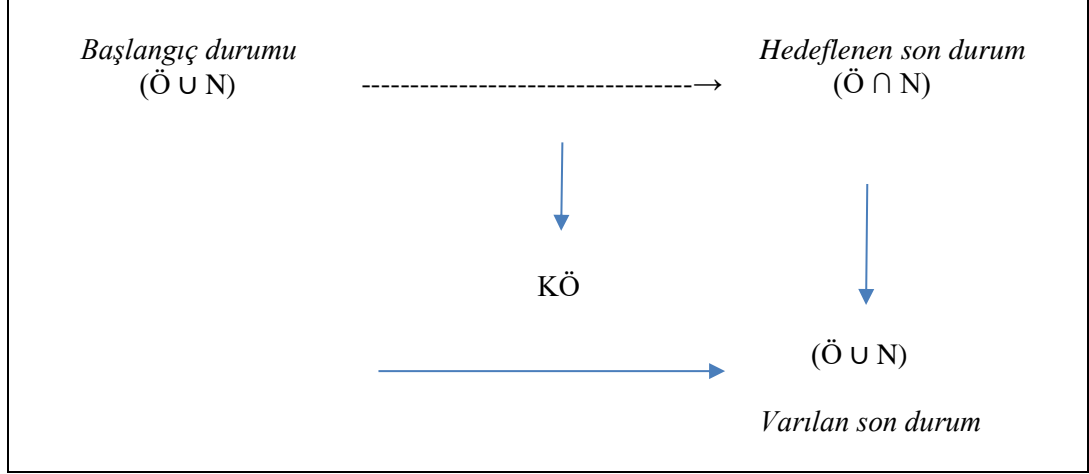 Başlangıç durumu
(Ö ∪ N)
----------------------------------→
Hedeflenen son durum
(Ö ∩ N)
KÖ
(Ö ∪ N)
Varılan son durum